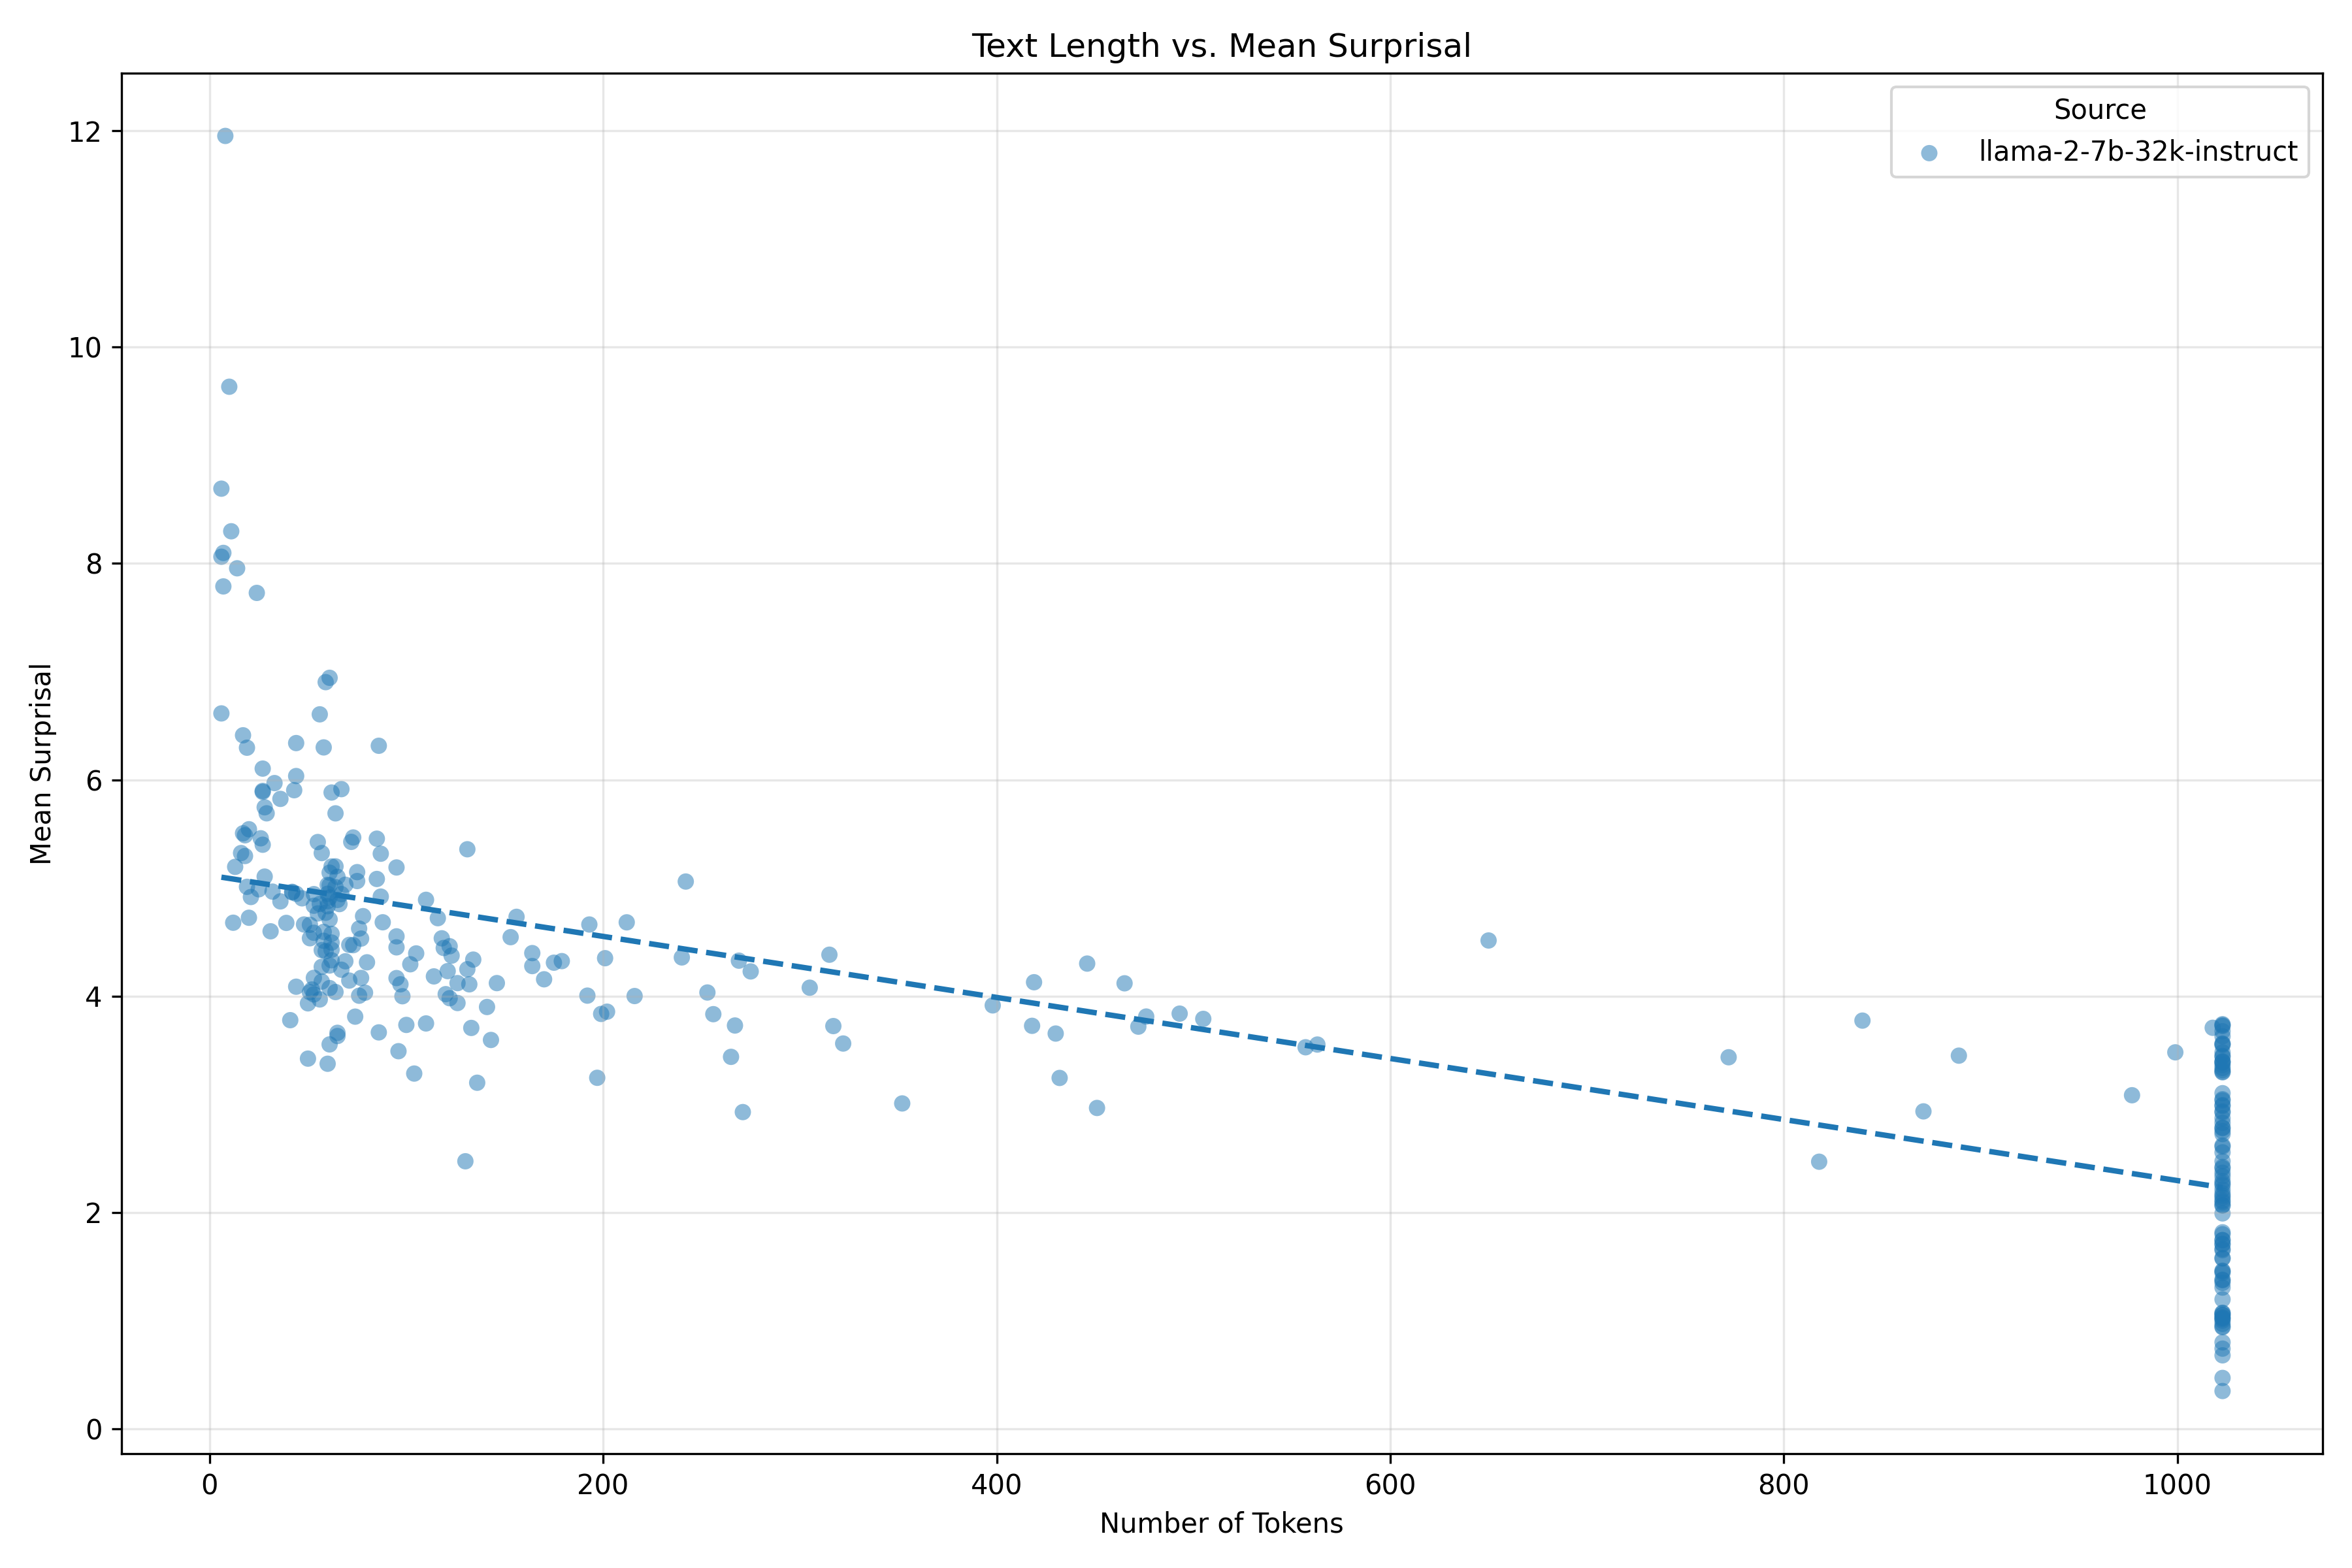 Text Length vs. Mean Surprisal
Source
llama-2-7b-32k-instruct
12
10
8
6
4
2
0
Mean Surprisal
0
200
400
600
800
1000
Number of Tokens